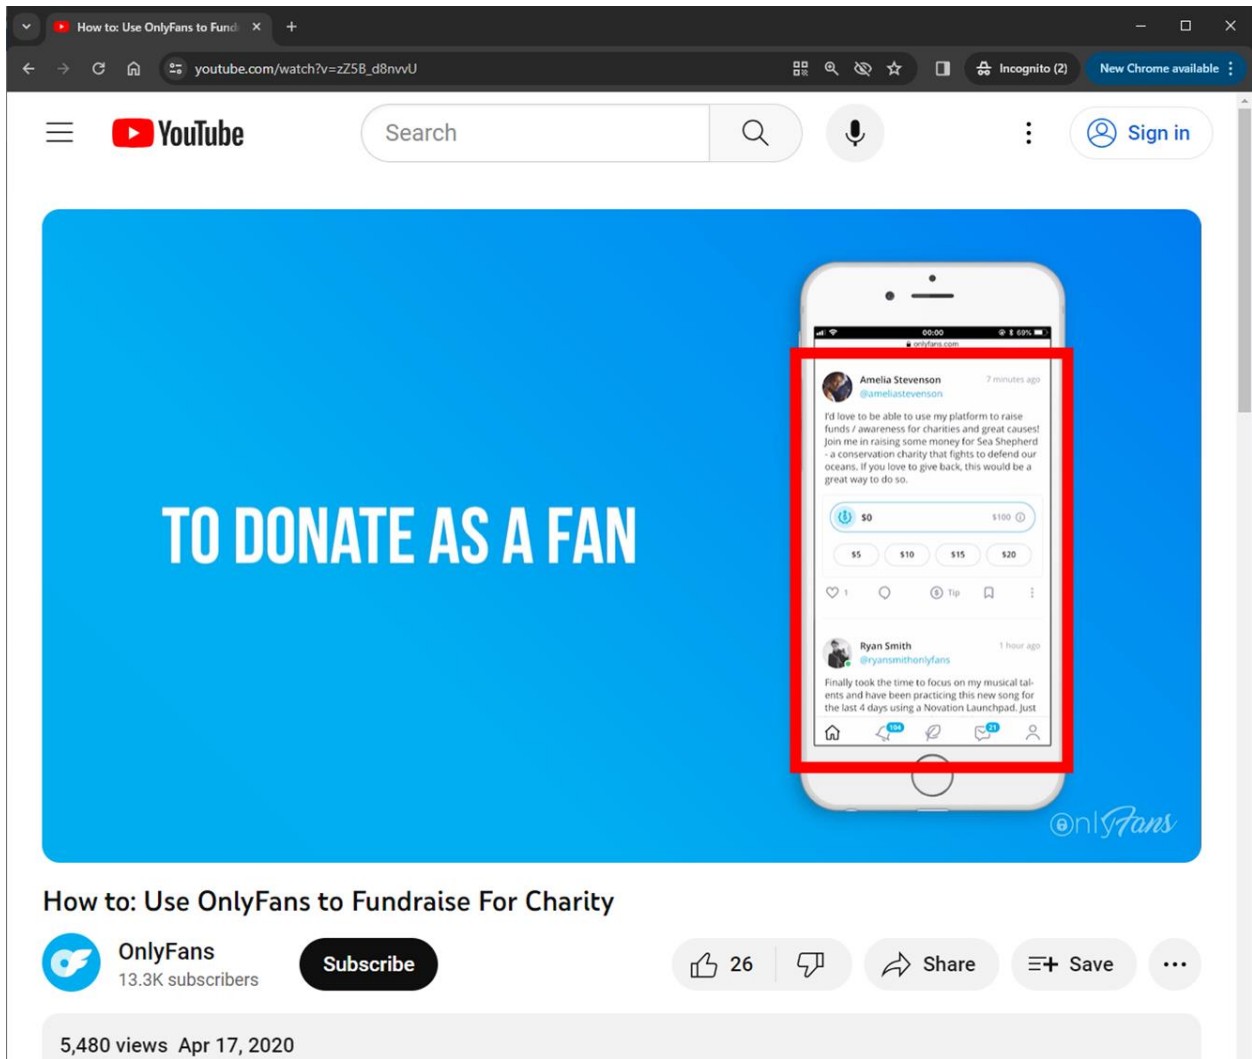 How to: Use OnlyFans to Fund
youtube.com/watch?v=zZ5B_d8nvvU
Incognito (2)
New Chrome available
YouTube
Search
Sign in
TO DONATE AS A FAN
00:00
69%
onlyfans.com
Amelia Stevenson
7 minutes ago
@ameliastevenson
I'd love to be able to use my platform to raise
funds / awareness for charities and great causes!
Join me in raising some money for Sea Shepherd
- a conservation charity that fights to defend our
oceans. If you love to give back, this would be a
great way to do so.
$0
$100
$5
$10
$15
$20
1
Tip
Ryan Smith
1 hour ago
@ryansmithonlyfans
Finally took the time to focus on my musical tal-
ents and have been practicing this new song for
the last 4 days using a Novation Launchpad. Just
104
21
OnlyFans
How to: Use OnlyFans to Fundraise For Charity
OnlyFans
13.3K subscribers
Subscribe
26
Share
Save
5,480 views Apr 17, 2020